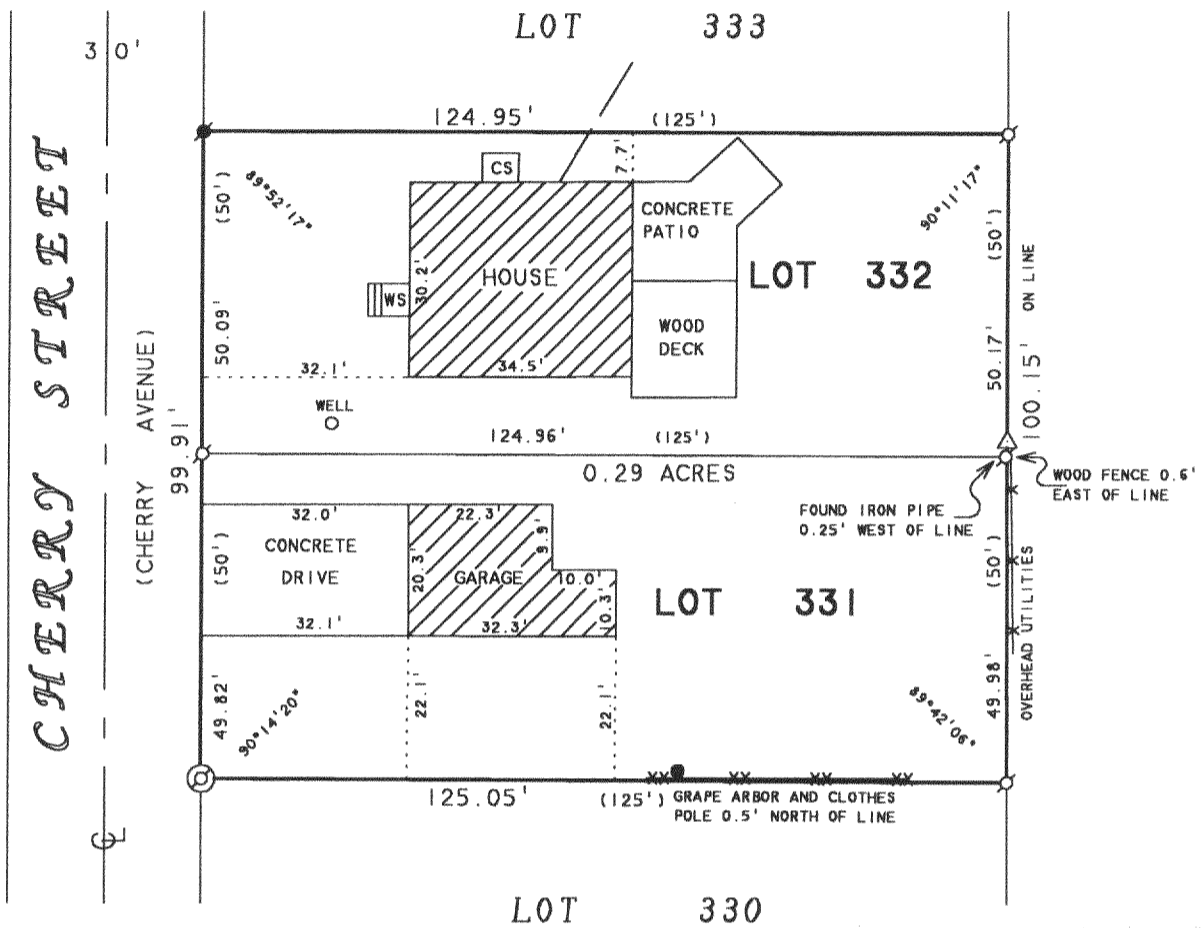 LOT 333
30'
124.95' (125')
7.7'
CS
(50')
89°52'17"
90°11'17"
(50')
CONCRETE
PATIO
HOUSE
LOT 332
ON LINE
30.2'
WS
WOOD
DECK
50.09'
50.17'
100.15'
32.1'
34.5'
WELL
CHERRY STREET
(CHERRY AVENUE)
99.91'
124.96' (125')
0.29 ACRES
WOOD FENCE 0.6'
EAST OF LINE
FOUND IRON PIPE
0.25' WEST OF LINE
32.0'
22.3'
9.9'
CONCRETE
DRIVE
(50')
20.3'
GARAGE
10.0'
10.3'
(50')
LOT 331
32.1'
32.3'
OVERHEAD UTILITIES
49.82'
90°14'20"
22.1'
22.1'
89°42'06"
49.98'
125.05' (125')
GRAPE ARBOR AND CLOTHES
POLE 0.5' NORTH OF LINE
CL
LOT 330